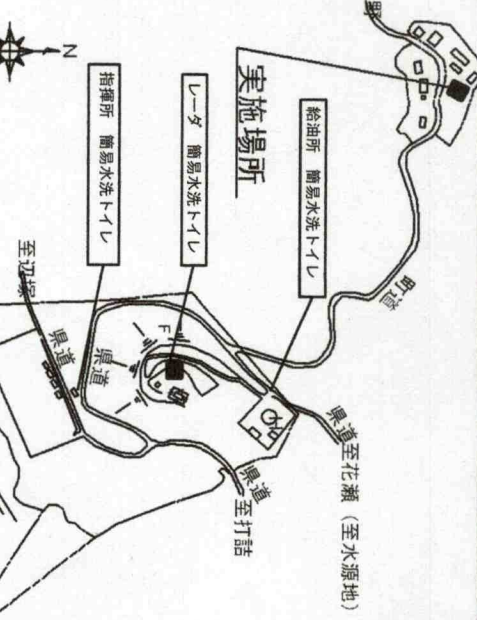 N
野
町道
実施場所
給油所 簡易水洗トイレ
レーダ 簡易水洗トイレ
指揮所 簡易水洗トイレ
県道至花瀬（至水源地）
県道
至打詰
F
県道
県道
至辺塚